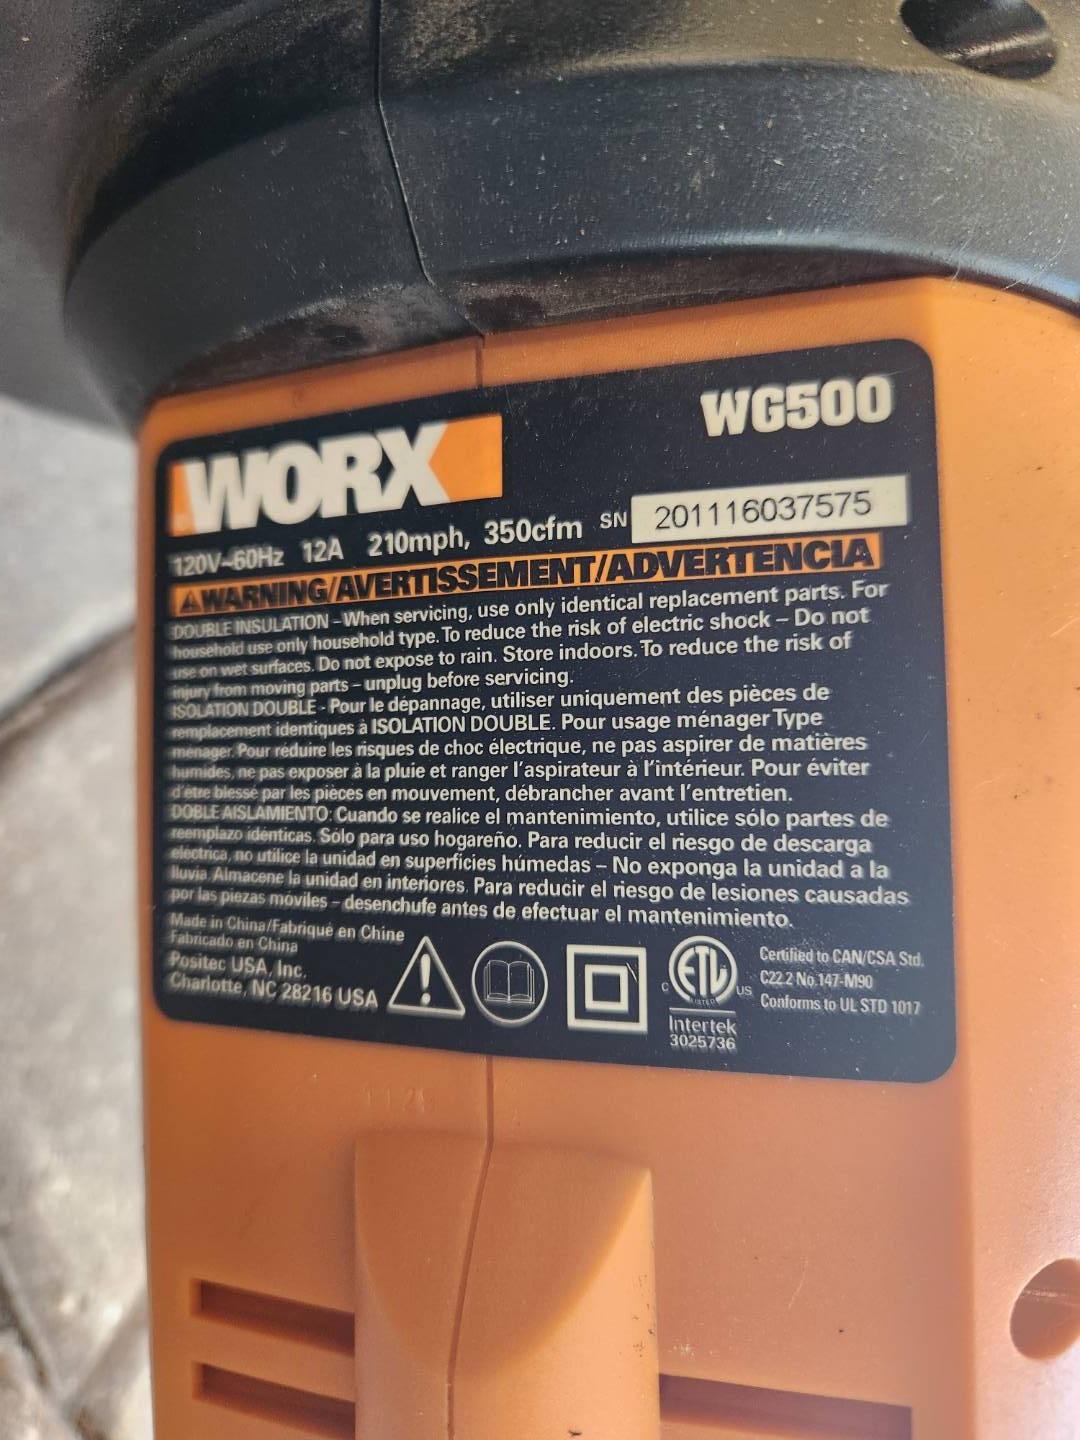 WORX
WG500
120V~60Hz 12A 210mph, 350cfm SN 201116037575
WARNING/AVERTISSEMENT/ADVERTENCIA
DOUBLE INSULATION - When servicing, use only identical replacement parts. For
household use only household type. To reduce the risk of electric shock – Do not
use on wet surfaces. Do not expose to rain. Store indoors. To reduce the risk of
injury from moving parts – unplug before servicing.
ISOLATION DOUBLE - Pour le dépannage, utiliser uniquement des pièces de
remplacement identiques à ISOLATION DOUBLE. Pour usage ménager Type
ménager. Pour réduire les risques de choc électrique, ne pas aspirer de matières
humides, ne pas exposer à la pluie et ranger l'aspirateur à l'intérieur. Pour éviter
d'être blessé par les pièces en mouvement, débrancher avant l'entretien.
DOBLE AISLAMIENTO: Cuando se realice el mantenimiento, utilice sólo partes de
reemplazo idénticas. Sólo para uso hogareño. Para reducir el riesgo de descarga
eléctrica, no utilice la unidad en superficies húmedas – No exponga la unidad a la
lluvia. Almacene la unidad en interiores. Para reducir el riesgo de lesiones causadas
por las piezas móviles – desenchufe antes de efectuar el mantenimiento.
Made in China/Fabriqué en Chine
Fabricado en China
Positec USA, Inc.
Charlotte, NC 28216 USA
C ETL US
LISTED
Intertek
3025736
Certified to CAN/CSA Std.
C22.2 No.147-M90
Conforms to UL STD 1017